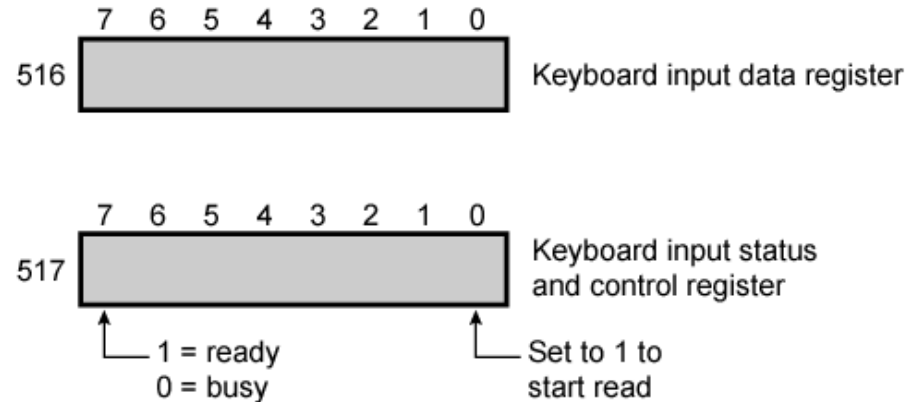 7 6 5 4 3 2 1 0
516 Keyboard input data register
7 6 5 4 3 2 1 0
517 Keyboard input status
and control register
1 = ready
0 = busy
Set to 1 to
start read